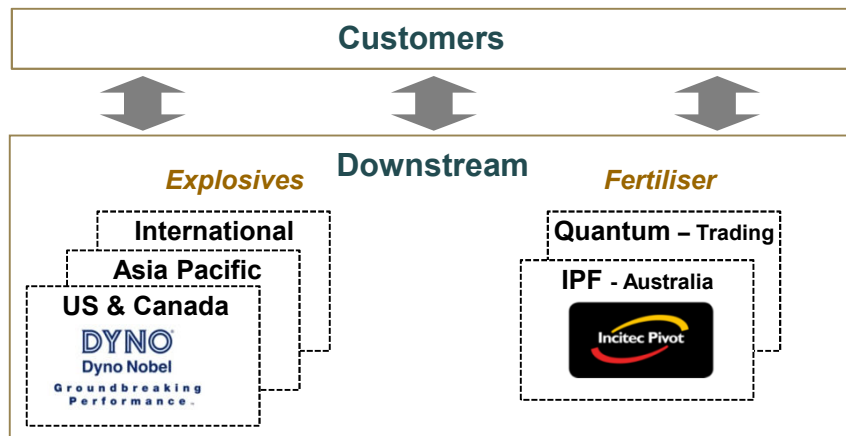 Customers
Downstream
Explosives
Fertiliser
International
Asia Pacific
US & Canada
DYNO
Dyno Nobel
Groundbreaking
Performance™
Quantum – Trading
IPF - Australia
Incitec Pivot